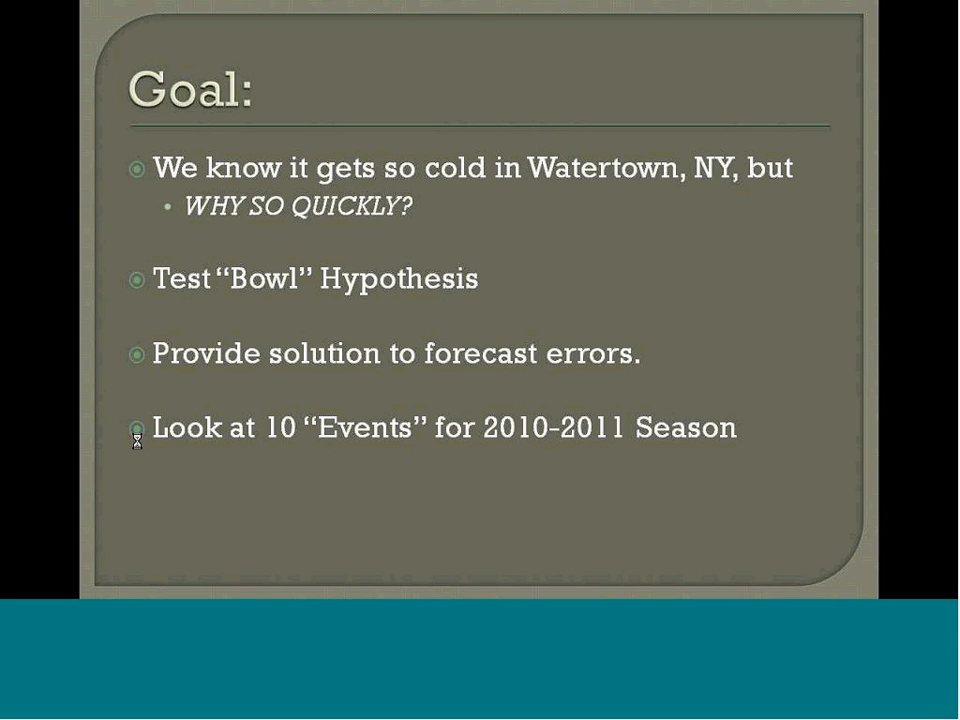 Goal:
We know it gets so cold in Watertown, NY, but
WHY SO QUICKLY?
Test “Bowl” Hypothesis
Provide solution to forecast errors.
Look at 10 “Events” for 2010-2011 Season